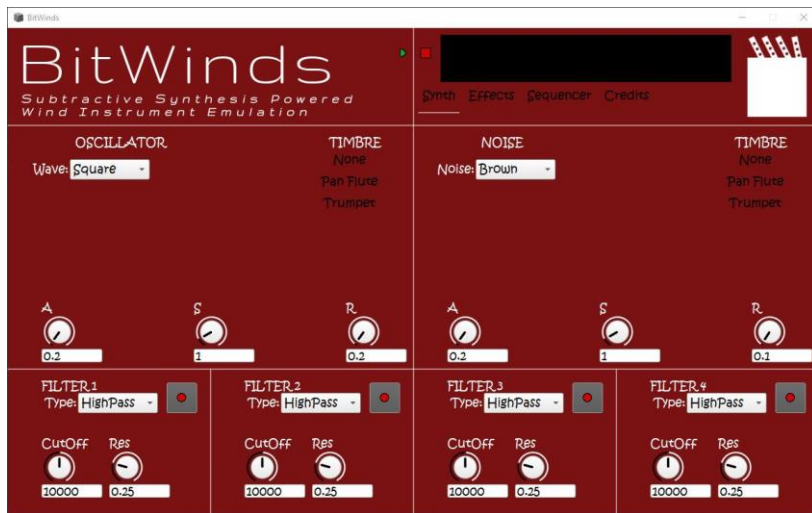 BitWinds
BitWinds
Subtractive Synthesis Powered
Wind Instrument Emulation
Synth Effects Sequencer Credits
OSCILLATOR
Wave: Square
TIMBRE
None
Pan Flute
Trumpet
A
0.2
S
1
R
0.2
NOISE
Noise: Brown
TIMBRE
None
Pan Flute
Trumpet
A
0.2
S
1
R
0.1
FILTER 1
Type: HighPass
CutOff Res
10000 0.25
FILTER 2
Type: HighPass
CutOff Res
10000 0.25
FILTER 3
Type: HighPass
CutOff Res
10000 0.25
FILTER 4
Type: HighPass
CutOff Res
10000 0.25